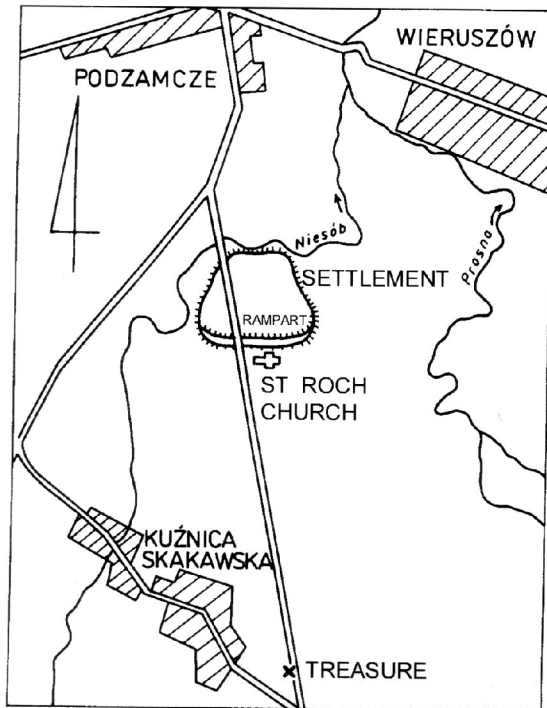 WIERUSZÓW
PODZAMCZE
Niesób
Prosna
SETTLEMENT
RAMPART
ST ROCH
CHURCH
KUŹNICA
SKAKAWSKA
TREASURE